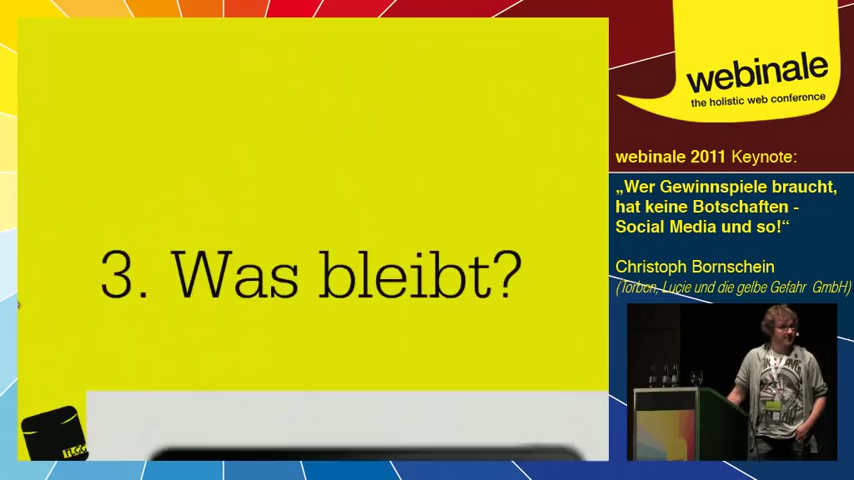 3. Was bleibt?
TLGG
webinale
the holistic web conference
webinale 2011 Keynote:
„Wer Gewinnspiele braucht,
hat keine Botschaften -
Social Media und so!“
Christoph Bornschein
(Torben, Lucie und die gelbe Gefahr GmbH)